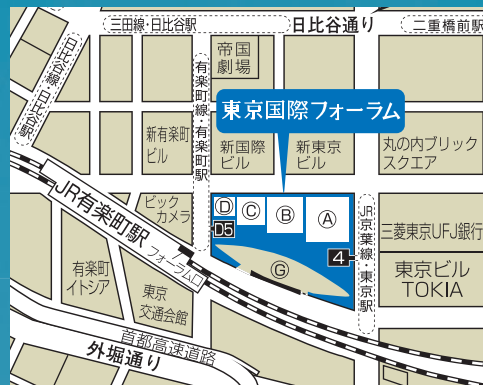 三田線・日比谷駅
日比谷通り
二重橋前駅
日比谷線・日比谷駅
帝国
劇場
有楽町線・有楽町駅
東京国際フォーラム
新有楽町
ビル
新国際
ビル
新東京
ビル
丸の内ブリック
スクエア
JR有楽町駅
フォーラム口
ビック
カメラ
D
C
B
A
D5
G
4
JR京葉線・東京駅
三菱東京UFJ銀行
東京ビル
TOKIA
有楽町
イトシア
東京
交通会館
首都高速道路
外堀通り